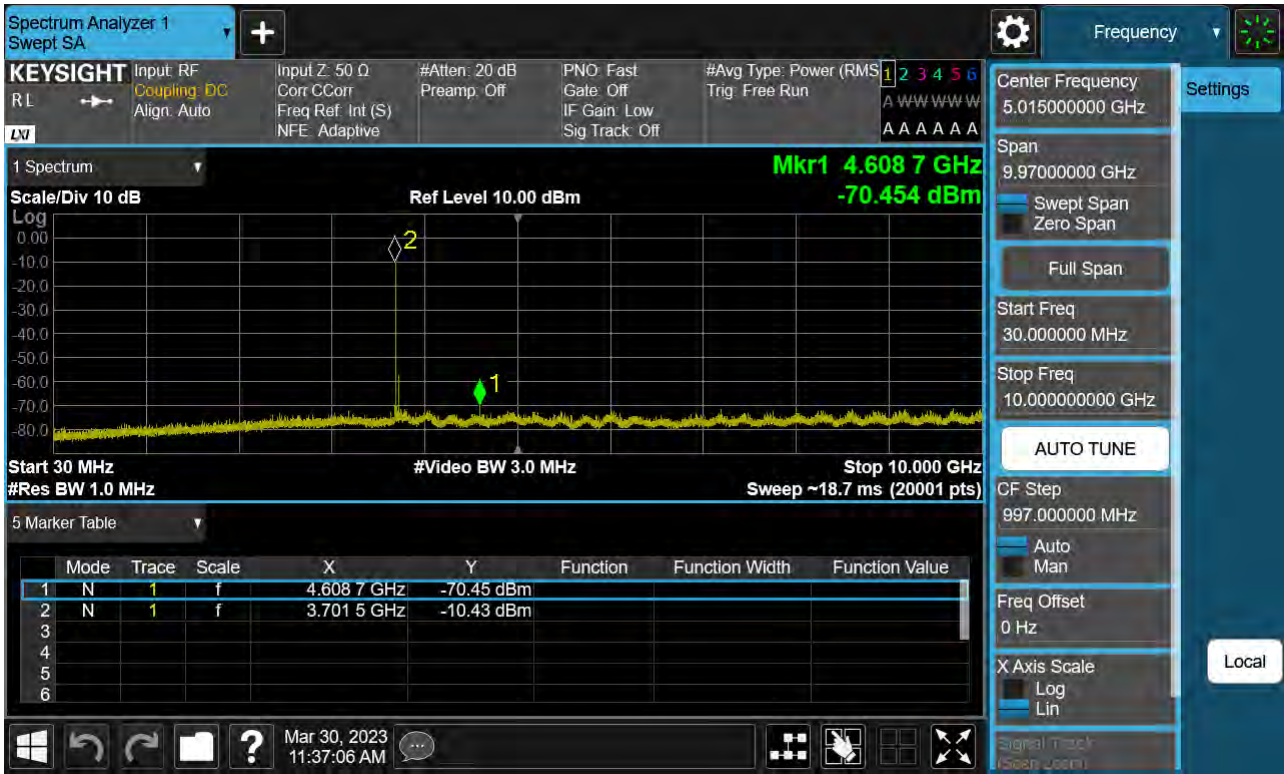 Spectrum Analyzer 1
Swept SA
+
Frequency
KEYSIGHT
RL
LXI
Input: RF
Coupling: DC
Align: Auto
Input Z: 50 Ω
Corr CCorr
Freq Ref: Int (S)
NFE: Adaptive
#Atten: 20 dB
Preamp: Off
PNO: Fast
Gate: Off
IF Gain: Low
Sig Track: Off
#Avg Type: Power (RMS
Trig: Free Run
1 2 3 4 5 6
A W W W W W
A A A A A A
1 Spectrum
Scale/Div 10 dB
Ref Level 10.00 dBm
Mkr1 4.608 7 GHz
-70.454 dBm
Log
0.00
-10.0
-20.0
-30.0
-40.0
-50.0
-60.0
-70.0
-80.0
2
1
Start 30 MHz
#Video BW 3.0 MHz
Stop 10.000 GHz
#Res BW 1.0 MHz
Sweep ~18.7 ms (20001 pts)
5 Marker Table
Mode Trace Scale X Y Function Function Width Function Value
1 N 1 f 4.608 7 GHz -70.45 dBm
2 N 1 f 3.701 5 GHz -10.43 dBm
3
4
5
6
Mar 30, 2023
11:37:06 AM
?
Center Frequency
5.015000000 GHz
Settings
Span
9.97000000 GHz
Swept Span
Zero Span
Full Span
Start Freq
30.000000 MHz
Stop Freq
10.000000000 GHz
AUTO TUNE
CF Step
997.000000 MHz
Auto
Man
Freq Offset
0 Hz
X Axis Scale
Log
Lin
Local
Signal Track
(Span Zoom)